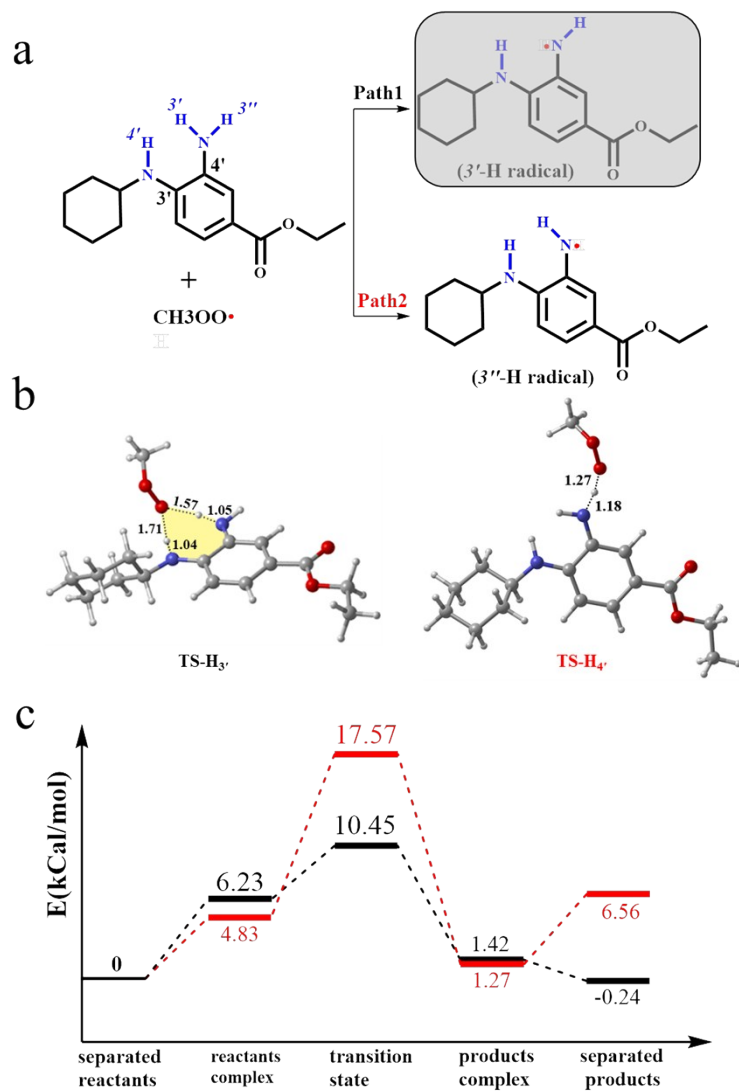 a
H
H
•N
N
Path1
3'
3''
H
H
4'
N
H
4'
N
3'
O
O
(3'-H radical)
O
O
H
H
N•
N
+
Path2
CH3OO•
H
O
O
(3''-H radical)
b
1.57
1.05
1.71
1.04
1.27
1.18
TS-H3'
TS-H4'
c
E(kCal/mol)
17.57
10.45
6.23
4.83
0
1.42
1.27
6.56
-0.24
separated reactants
reactants complex
transition state
products complex
separated products